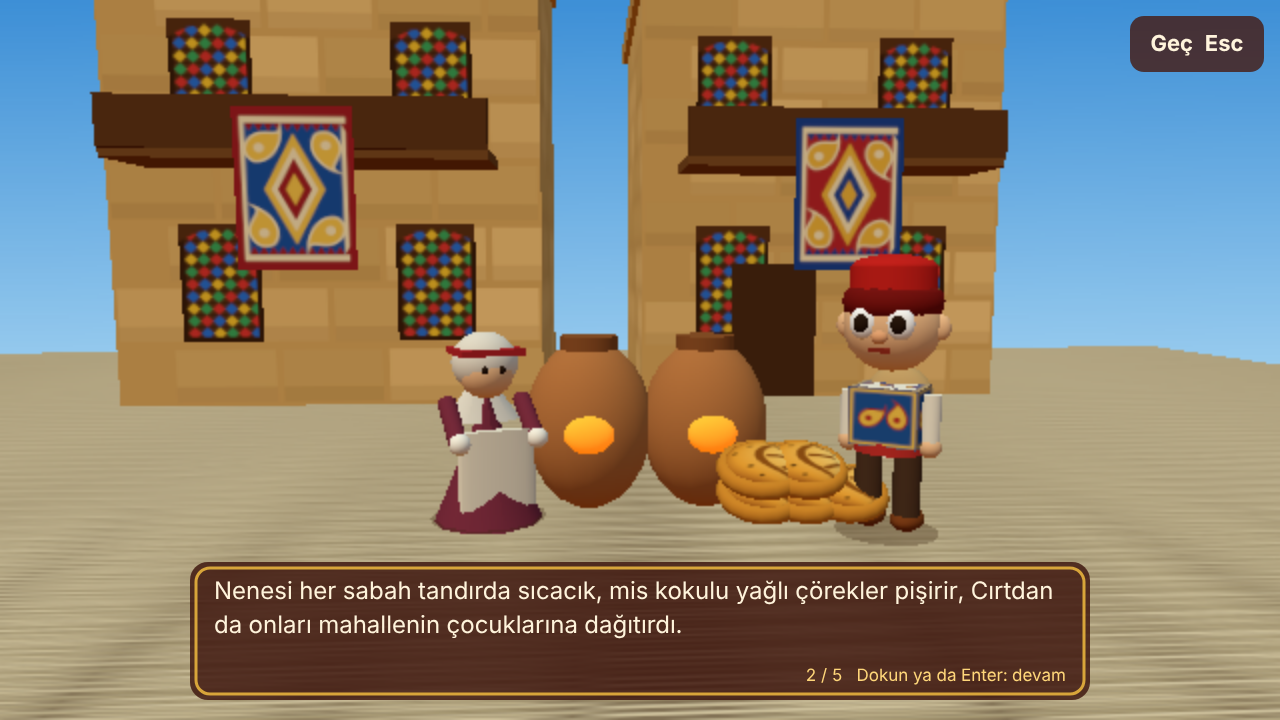 Geç Esc
Nenesi her sabah tandırda sıcacık, mis kokulu yağlı çörekler pişirir, Cırtdan
da onları mahallenin çocuklarına dağıtırdı.
2 / 5 Dokun ya da Enter: devam